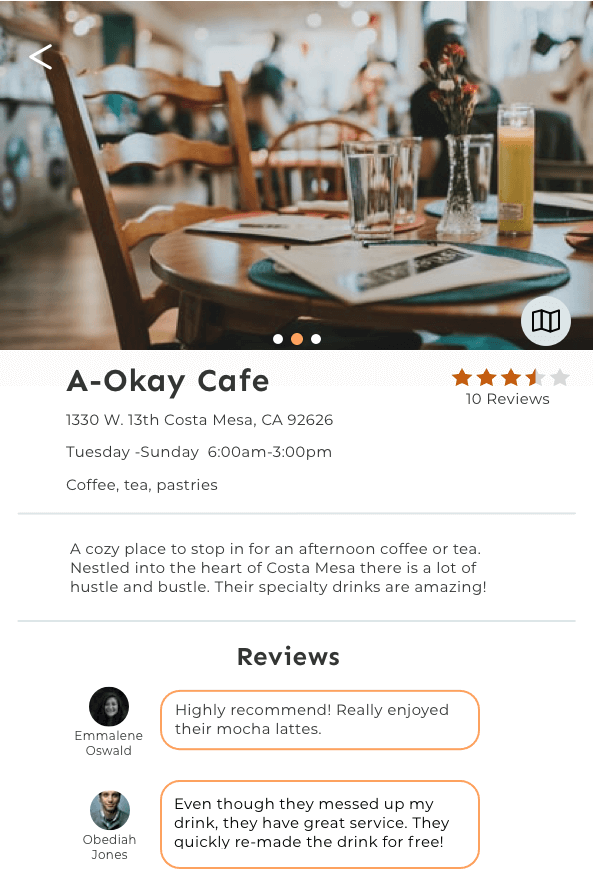 A-Okay Cafe
10 Reviews
1330 W. 13th Costa Mesa, CA 92626
Tuesday -Sunday  6:00am-3:00pm
Coffee, tea, pastries
A cozy place to stop in for an afternoon coffee or tea.
Nestled into the heart of Costa Mesa there is a lot of
hustle and bustle. Their specialty drinks are amazing!
Reviews
Emmalene
Oswald
Highly recommend! Really enjoyed
their mocha lattes.
Obediah
Jones
Even though they messed up my
drink, they have great service. They
quickly re-made the drink for free!